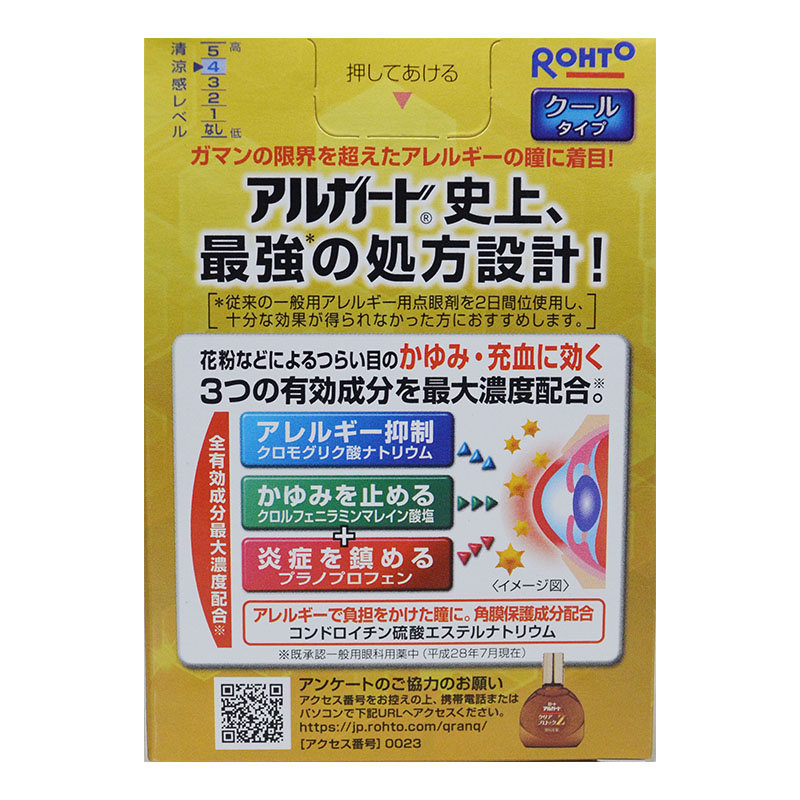 清涼感レベル
5 高
4
3
2
1
なし 低
押してあける
ROHTO
クール
タイプ
ガマンの限界を超えたアレルギーの瞳に着目!
アルガード® 史上、
最強*の処方設計!
*従来の一般用アレルギー用点眼剤を2日間位使用し、
十分な効果が得られなかった方におすすめします。
花粉などによるつらい目のかゆみ・充血に効く
3つの有効成分を最大濃度配合※。
全有効成分最大濃度配合※
アレルギー抑制
クロモグリク酸ナトリウム
かゆみを止める
クロルフェニラミンマレイン酸塩
+
炎症を鎮める
プラノプロフェン
〈イメージ図〉
アレルギーで負担をかけた瞳に。角膜保護成分配合
コンドロイチン硫酸エステルナトリウム
※既承認一般用眼科用薬中(平成28年7月現在)
アンケートのご協力のお願い
アクセス番号をお控えの上、携帯電話または
パソコンで下記URLへアクセスください。
https://jp.rohto.com/qranq/
[アクセス番号] 0023
ロート
アルガード
クリア
ブロックZ